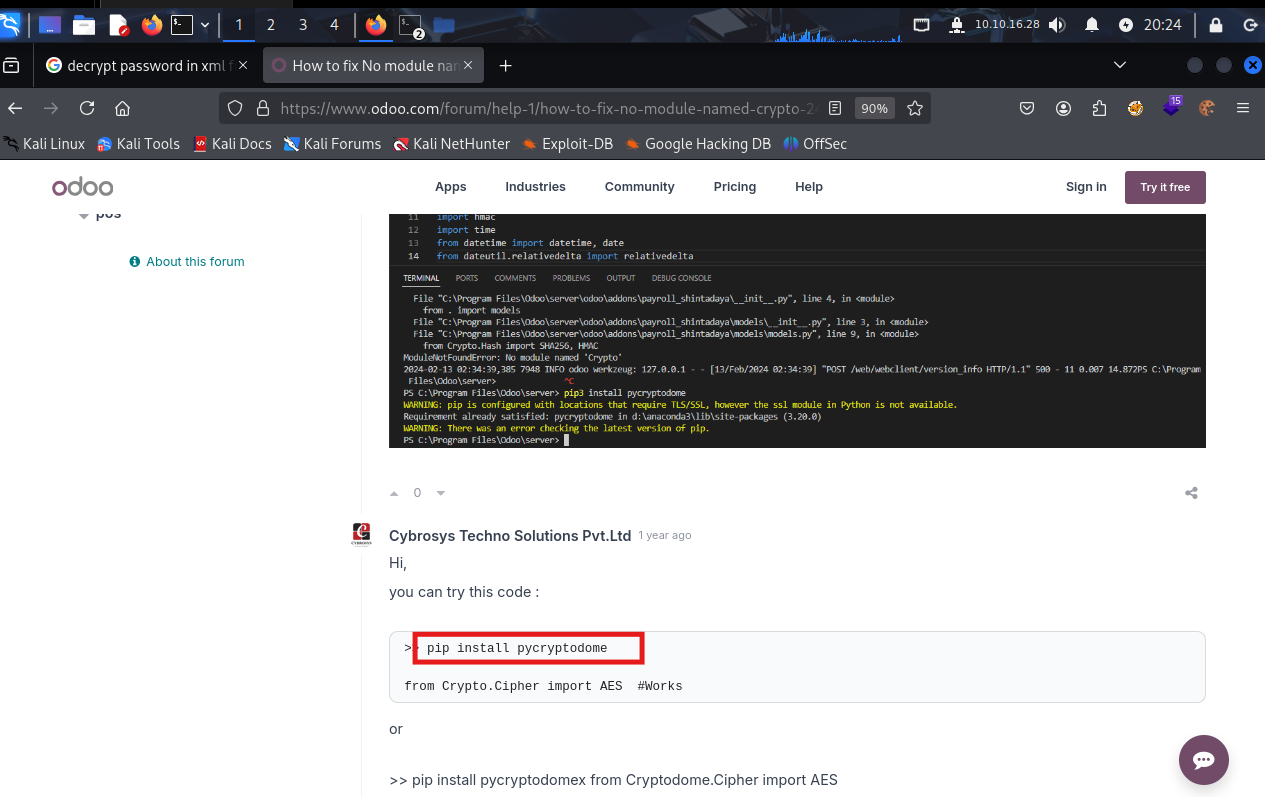 1 2 3 4 2 10.10.16.28 20:24
decrypt password in xml f
How to fix No module nan
https://www.odoo.com/forum/help-1/how-to-fix-no-module-named-crypto-24
90%
15
Kali Linux Kali Tools Kali Docs Kali Forums Kali NetHunter Exploit-DB Google Hacking DB OffSec
odoo Apps Industries Community Pricing Help Sign in Try it free
pos
About this forum
11 import hmac
12 import time
13 from datetime import datetime, date
14 from dateutil.relativedelta import relativedelta
TERMINAL PORTS COMMENTS PROBLEMS OUTPUT DEBUG CONSOLE
File "C:\Program Files\Odoo\server\odoo\addons\payroll_shintadaya\__init__.py", line 4, in <module>
from . import models
File "C:\Program Files\Odoo\server\odoo\addons\payroll_shintadaya\models\__init__.py", line 3, in <module>
File "C:\Program Files\Odoo\server\odoo\addons\payroll_shintadaya\models\models.py", line 9, in <module>
from Crypto.Hash import SHA256, HMAC
ModuleNotFoundError: No module named 'Crypto'
2024-02-13 02:34:39,385 7948 INFO odoo werkzeug: 127.0.0.1 - - [13/Feb/2024 02:34:39] "POST /web/webclient/version_info HTTP/1.1" 500 - 11 0.007 14.872PS C:\Program
Files\Odoo\server> ^C
PS C:\Program Files\Odoo\server> pip3 install pycryptodome
WARNING: pip is configured with locations that require TLS/SSL, however the ssl module in Python is not available.
Requirement already satisfied: pycryptodome in d:\anaconda3\lib\site-packages (3.20.0)
WARNING: There was an error checking the latest version of pip.
PS C:\Program Files\Odoo\server>
0
Cybrosys Techno Solutions Pvt.Ltd 1 year ago
Hi,
you can try this code :
>> pip install pycryptodome
from Crypto.Cipher import AES  #Works
or
>> pip install pycryptodomex from Cryptodome.Cipher import AES